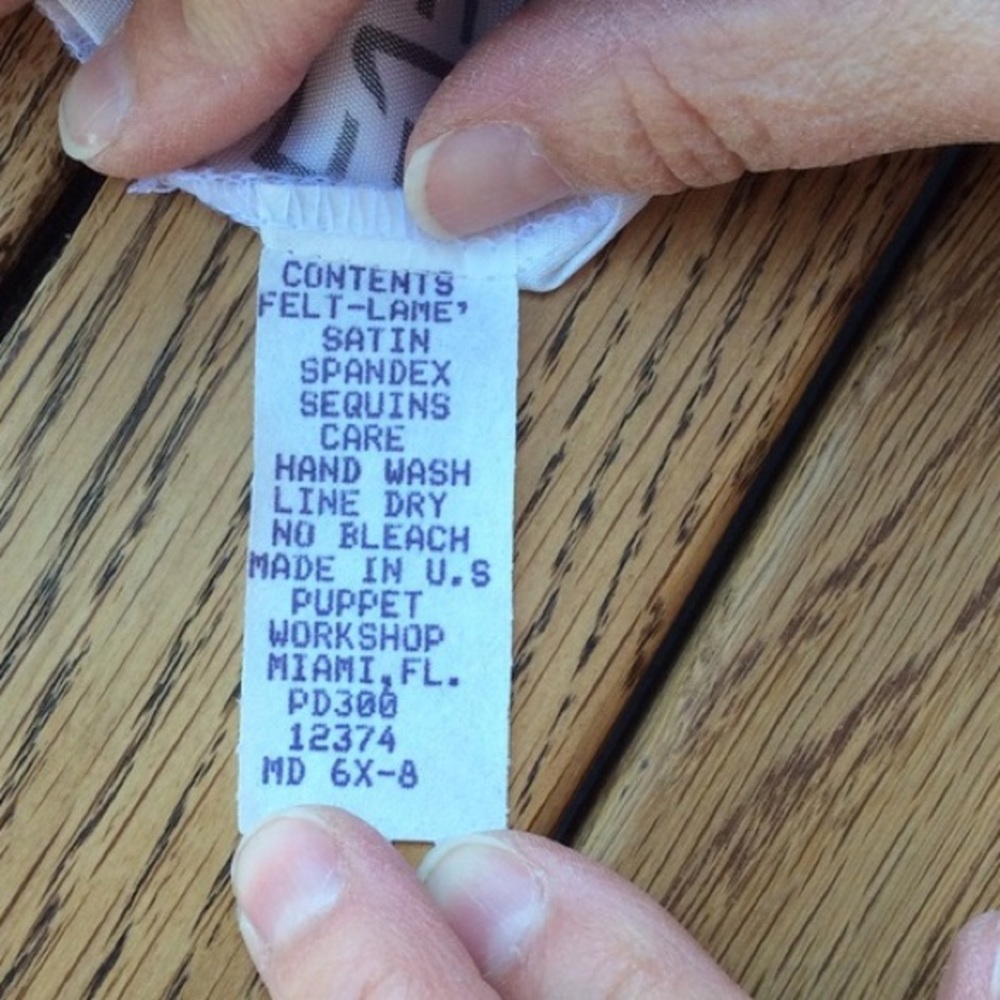 CONTENTS
FELT-LAME'
SATIN
SPANDEX
SEQUINS
CARE
HAND WASH
LINE DRY
NO BLEACH
MADE IN U.S
PUPPET
WORKSHOP
MIAMI,FL.
PD300
12374
MD 6X-8